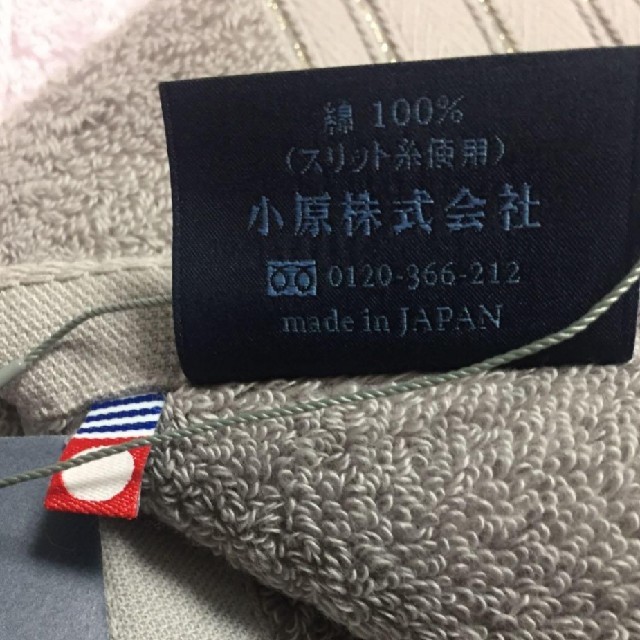 綿 100%
(スリット糸使用)
小原株式会社
0120-366-212
made in JAPAN